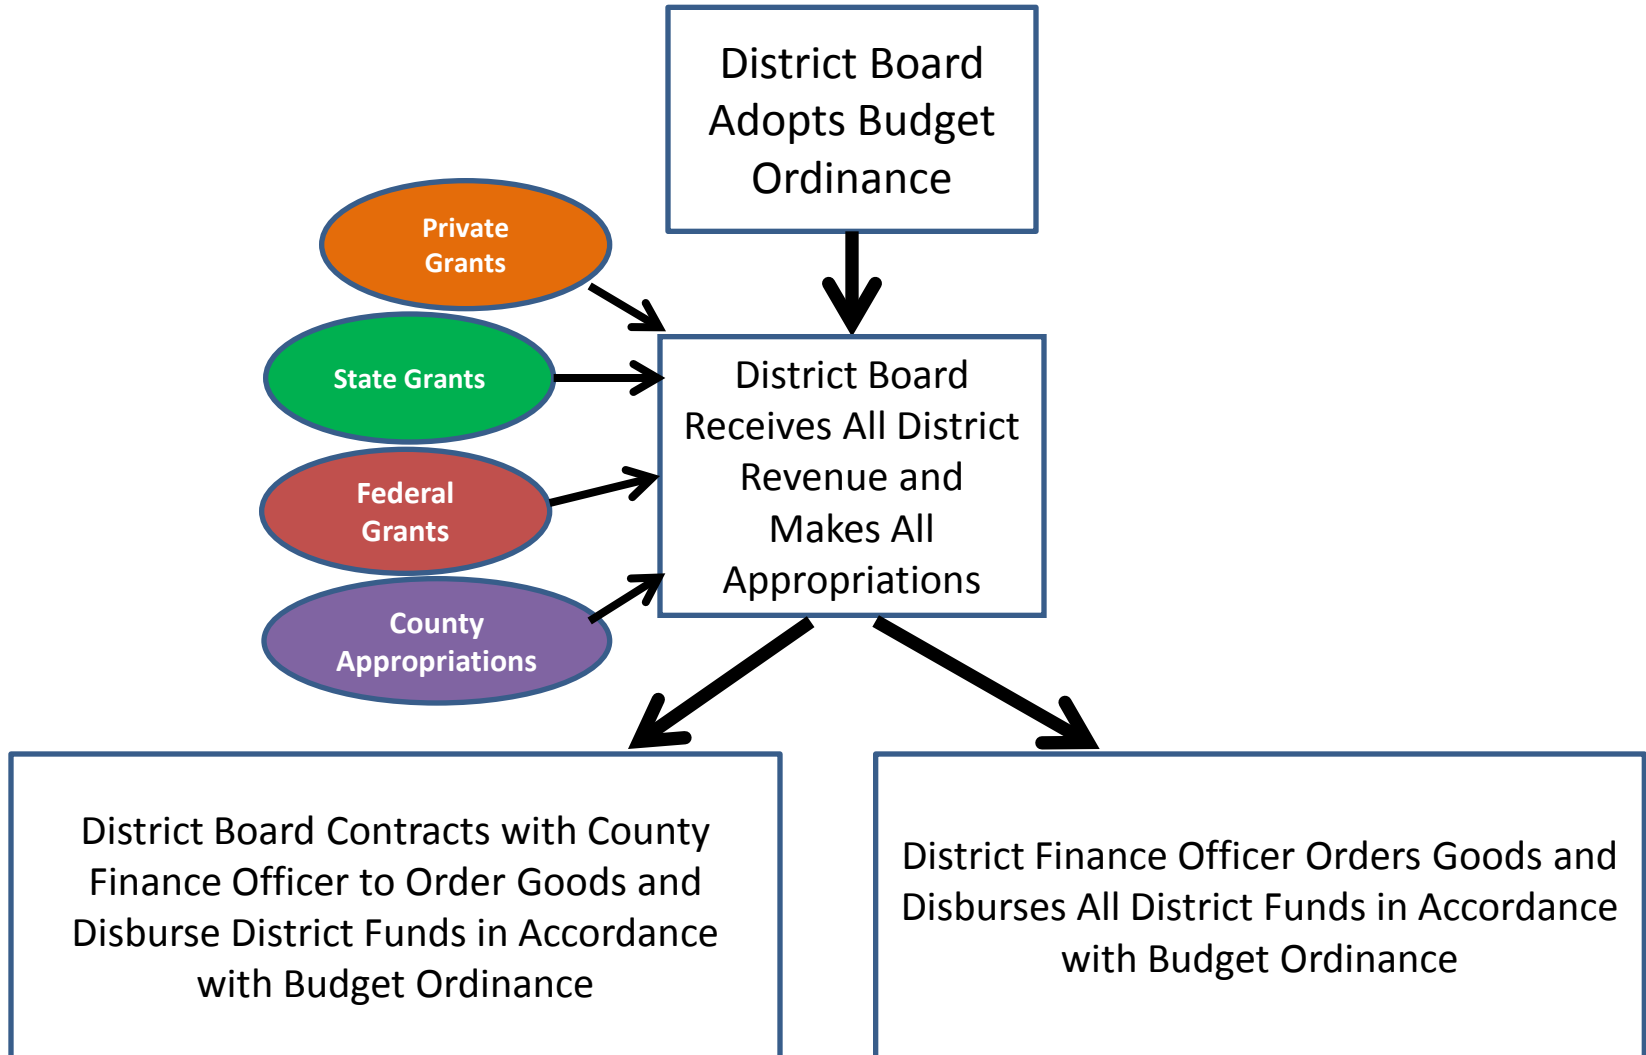 District Board
Adopts Budget
Ordinance
Private
Grants
State Grants
Federal
Grants
County
Appropriations
District Board
Receives All District
Revenue and
Makes All
Appropriations
District Board Contracts with County
Finance Officer to Order Goods and
Disburse District Funds in Accordance
with Budget Ordinance
District Finance Officer Orders Goods and
Disburses All District Funds in Accordance
with Budget Ordinance